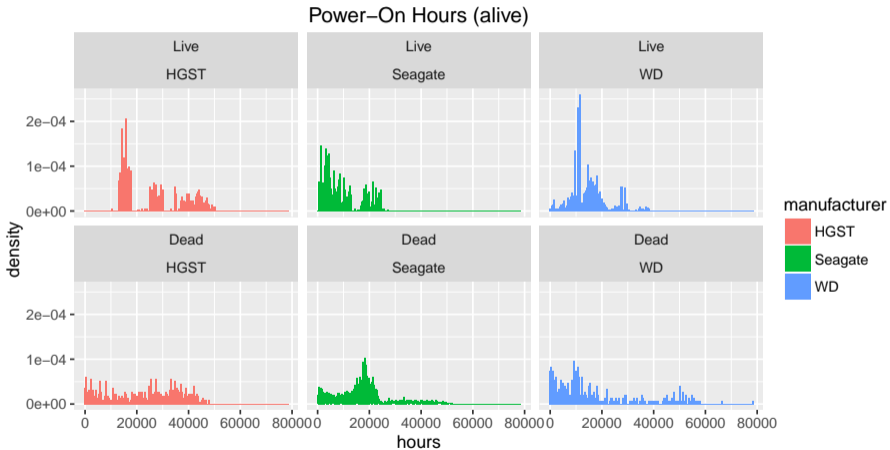 Power−On Hours (alive)
Live Live Live
HGST Seagate WD
2e−04
1e−04
0e+00
Dead Dead Dead
HGST Seagate WD
2e−04
1e−04
0e+00
0 20000 40000 60000 80000 0 20000 40000 60000 80000 0 20000 40000 60000 80000
hours
density
manufacturer
HGST
Seagate
WD